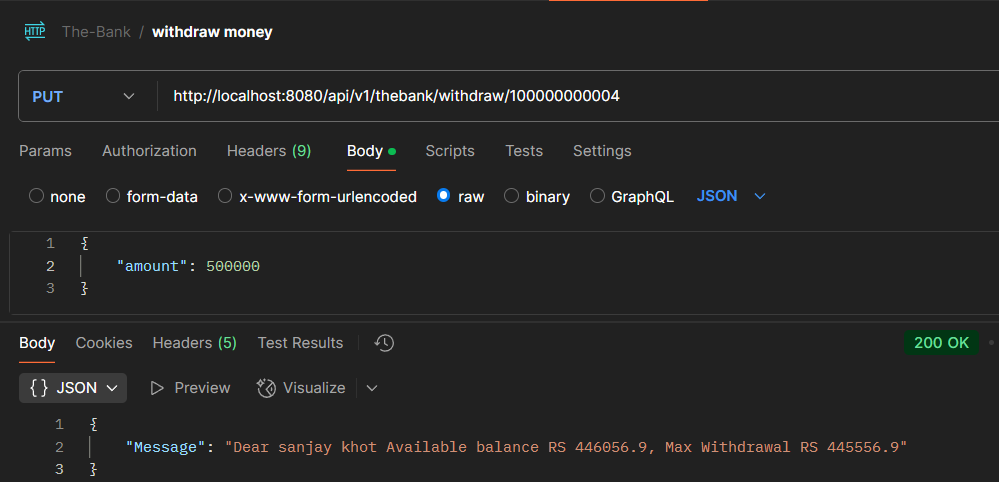 HTTP The-Bank / withdraw money
PUT http://localhost:8080/api/v1/thebank/withdraw/100000000004
Params Authorization Headers (9) Body Scripts Tests Settings
none form-data x-www-form-urlencoded raw binary GraphQL JSON
1 {
2 "amount": 500000
3 }
Body Cookies Headers (5) Test Results 200 OK
{} JSON Preview Visualize
1 {
2 "Message": "Dear sanjay khot Available balance RS 446056.9, Max Withdrawal RS 445556.9"
3 }